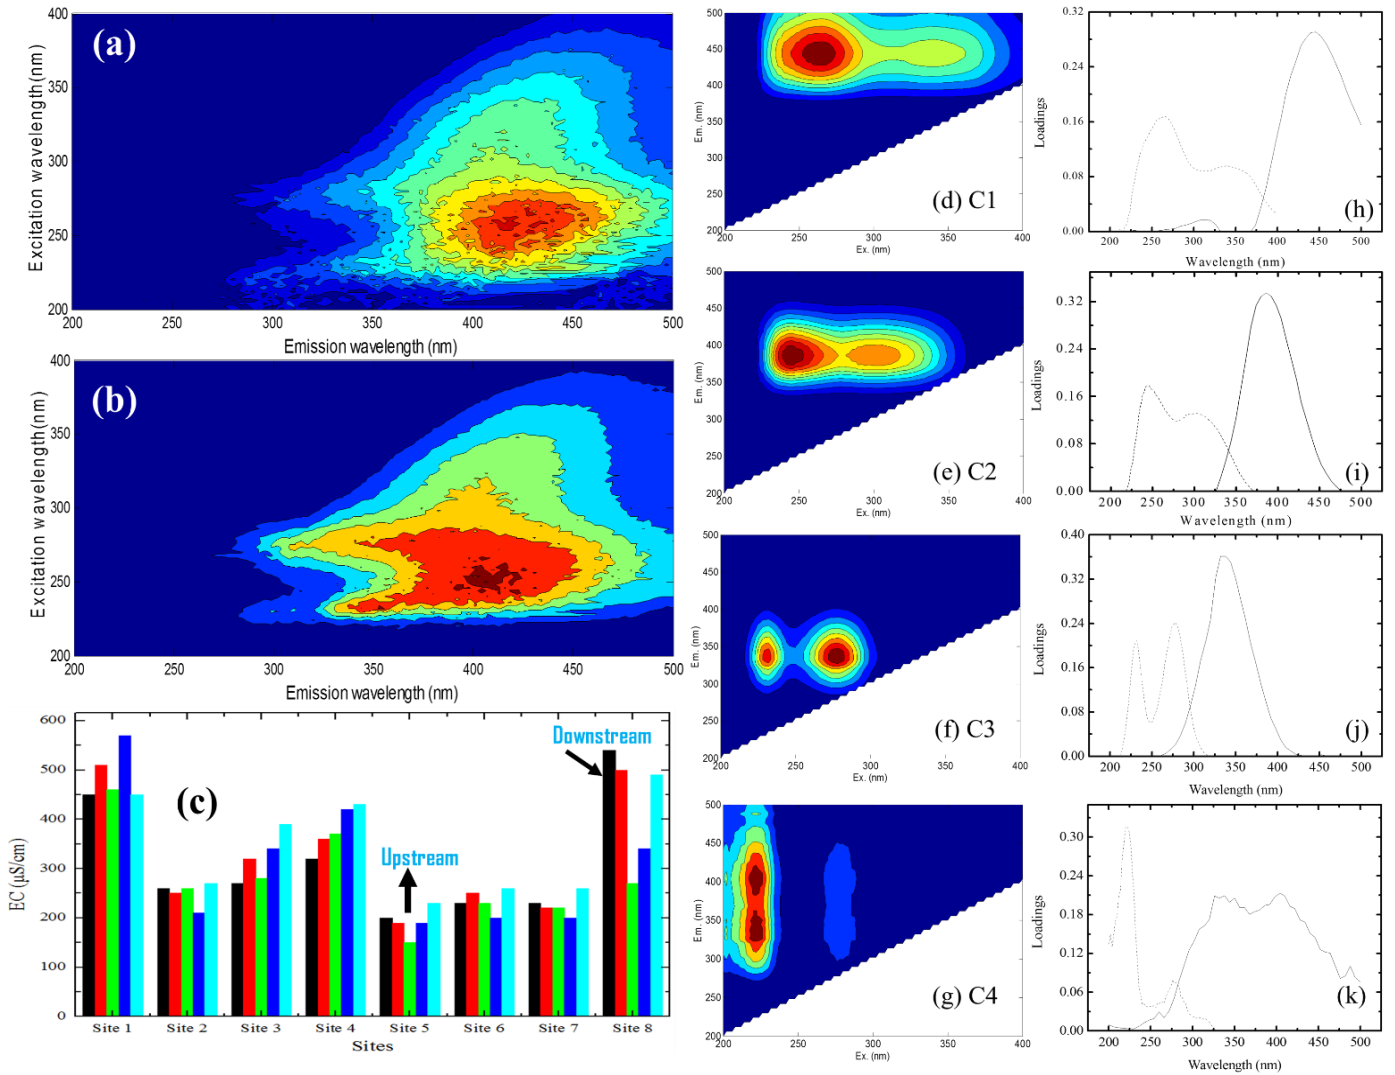 (a)
Excitation wavelength(nm)
400
300
200
200
300
400
500
Emission wavelength (nm)
(b)
Excitation wavelength(nm)
400
350
300
250
200
200
250
300
350
400
450
500
Emission wavelength (nm)
(c)
EC (μS/cm)
600
500
400
300
200
100
0
Upstream
Downstream
Site 1
Site 2
Site 3
Site 4
Site 5
Site 6
Site 7
Site 8
Sites
(d) C1
Em. (nm)
500
450
400
350
300
250
200
200
250
300
350
400
Ex. (nm)
(e) C2
Em. (nm)
500
450
400
350
300
250
200
200
250
300
350
400
Ex. (nm)
(f) C3
Em. (nm)
500
450
400
350
300
250
200
200
250
300
350
400
Ex. (nm)
(g) C4
Em. (nm)
500
450
400
350
300
250
200
200
250
300
350
400
Ex. (nm)
(h)
Loadings
0.32
0.24
0.16
0.08
0.00
200
250
300
350
400
450
500
Wavelength (nm)
(i)
Loadings
0.32
0.24
0.16
0.08
0.00
200
250
300
350
400
450
500
Wavelength (nm)
(j)
Loadings
0.40
0.32
0.24
0.16
0.08
0.00
200
250
300
350
400
450
500
Wavelength (nm)
(k)
Loadings
0.30
0.24
0.18
0.12
0.06
0.00
200
250
300
350
400
450
500
Wavelength (nm)